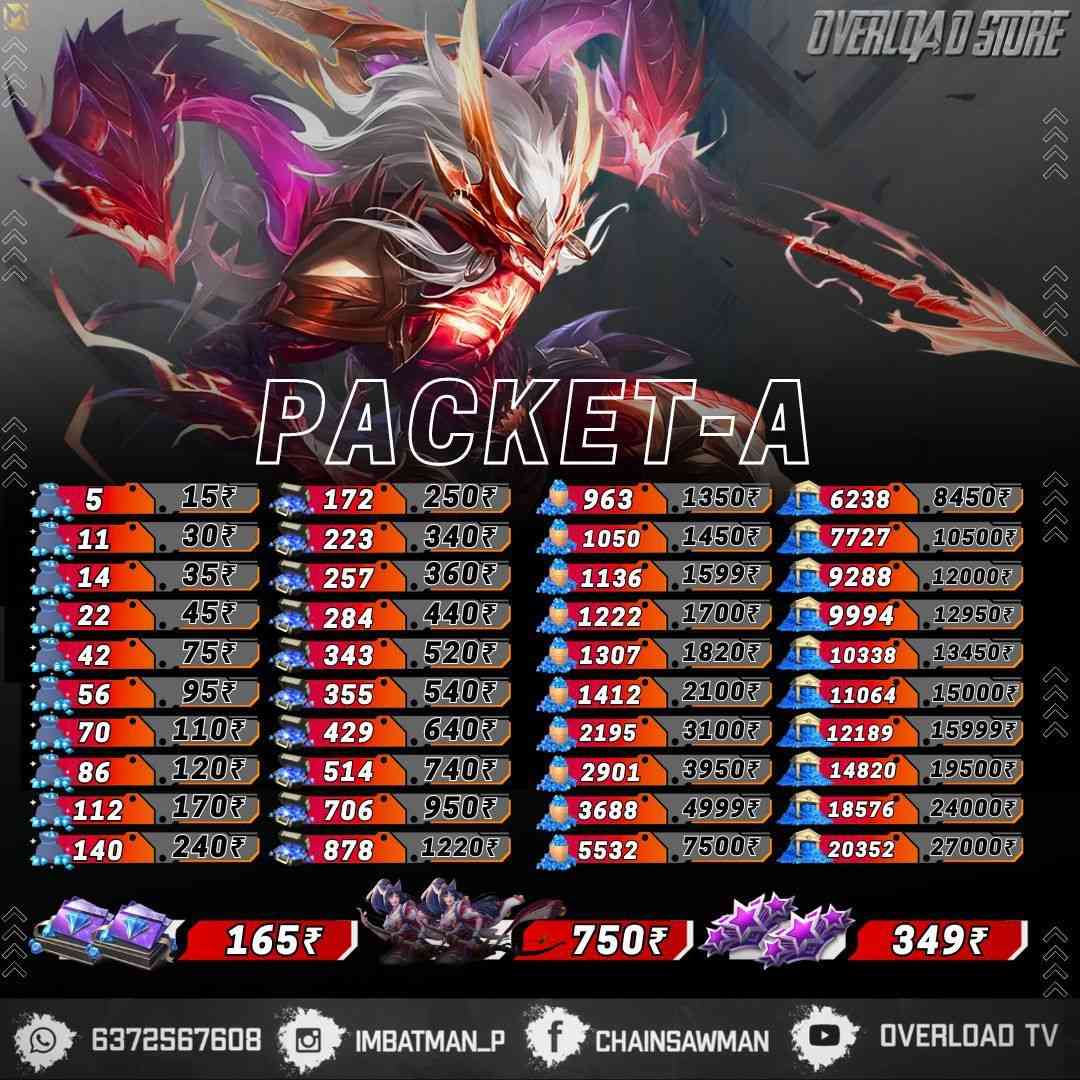 OVERLOAD STORE
PACKET-A
5 15₹ 172 250₹ 963 1350₹ 6238 8450₹
11 30₹ 223 340₹ 1050 1450₹ 7727 10500₹
14 35₹ 257 360₹ 1136 1599₹ 9288 12000₹
22 45₹ 284 440₹ 1222 1700₹ 9994 12950₹
42 75₹ 343 520₹ 1307 1820₹ 10338 13450₹
56 95₹ 355 540₹ 1412 2100₹ 11064 15000₹
70 110₹ 429 640₹ 2195 3100₹ 12189 15999₹
86 120₹ 514 740₹ 2901 3950₹ 14820 19500₹
112 170₹ 706 950₹ 3688 4999₹ 18576 24000₹
140 240₹ 878 1220₹ 5532 7500₹ 20352 27000₹
165₹ 750₹ 349₹
6372567608 IMBATMAN_P CHAINSAWMAN OVERLOAD TV